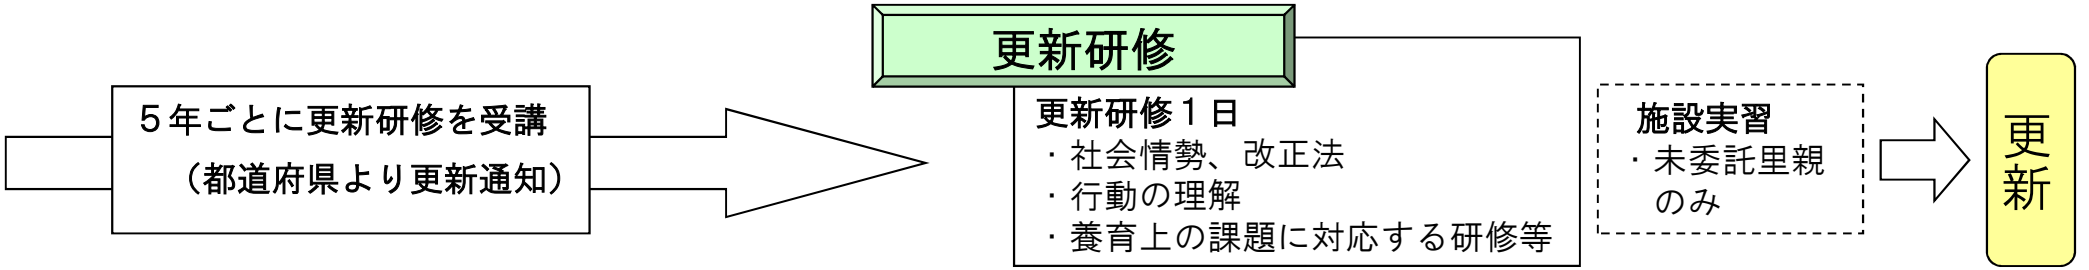 ５年ごとに更新研修を受講
（都道府県より更新通知）
更新研修
更新研修１日
・社会情勢、改正法
・行動の理解
・養育上の課題に対応する研修等
施設実習
・未委託里親
のみ
更新